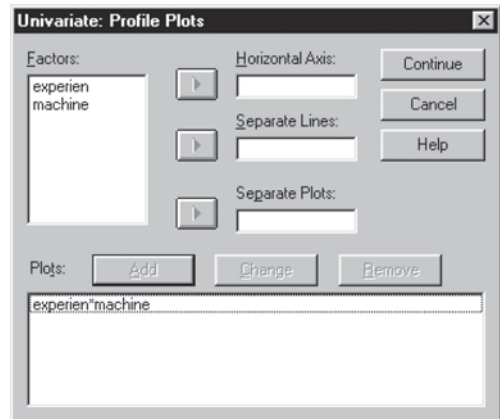 Univariate: Profile Plots
Factors:
experien
machine
Horizontal Axis:
Separate Lines:
Separate Plots:
Continue
Cancel
Help
Plots:
Add
Change
Remove
experien*machine